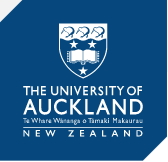 THE UNIVERSITY OF
AUCKLAND
Te Whare Wānanga o Tāmaki Makaurau
NEW ZEALAND